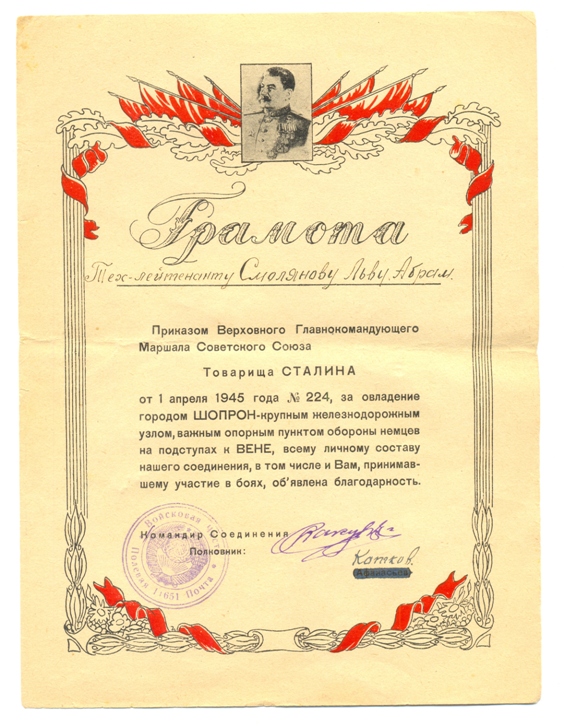 Грамота
Тех-лейтенанту Смолянову Льву Абрам.
Приказом Верховного Главнокомандующего
Маршала Советского Союза
Товарища СТАЛИНА
от 1 апреля 1945 года № 224, за овладение
городом ШОПРОН-крупным железнодорожным
узлом, важным опорным пунктом обороны немцев
на подступах к ВЕНЕ, всему личному составу
нашего соединения, в том числе и Вам, принимав-
шему участие в боях, об'явлена благодарность.
Командир Соединения
Полковник:
Катков.
Войсковая часть
Полевая Почта
11651